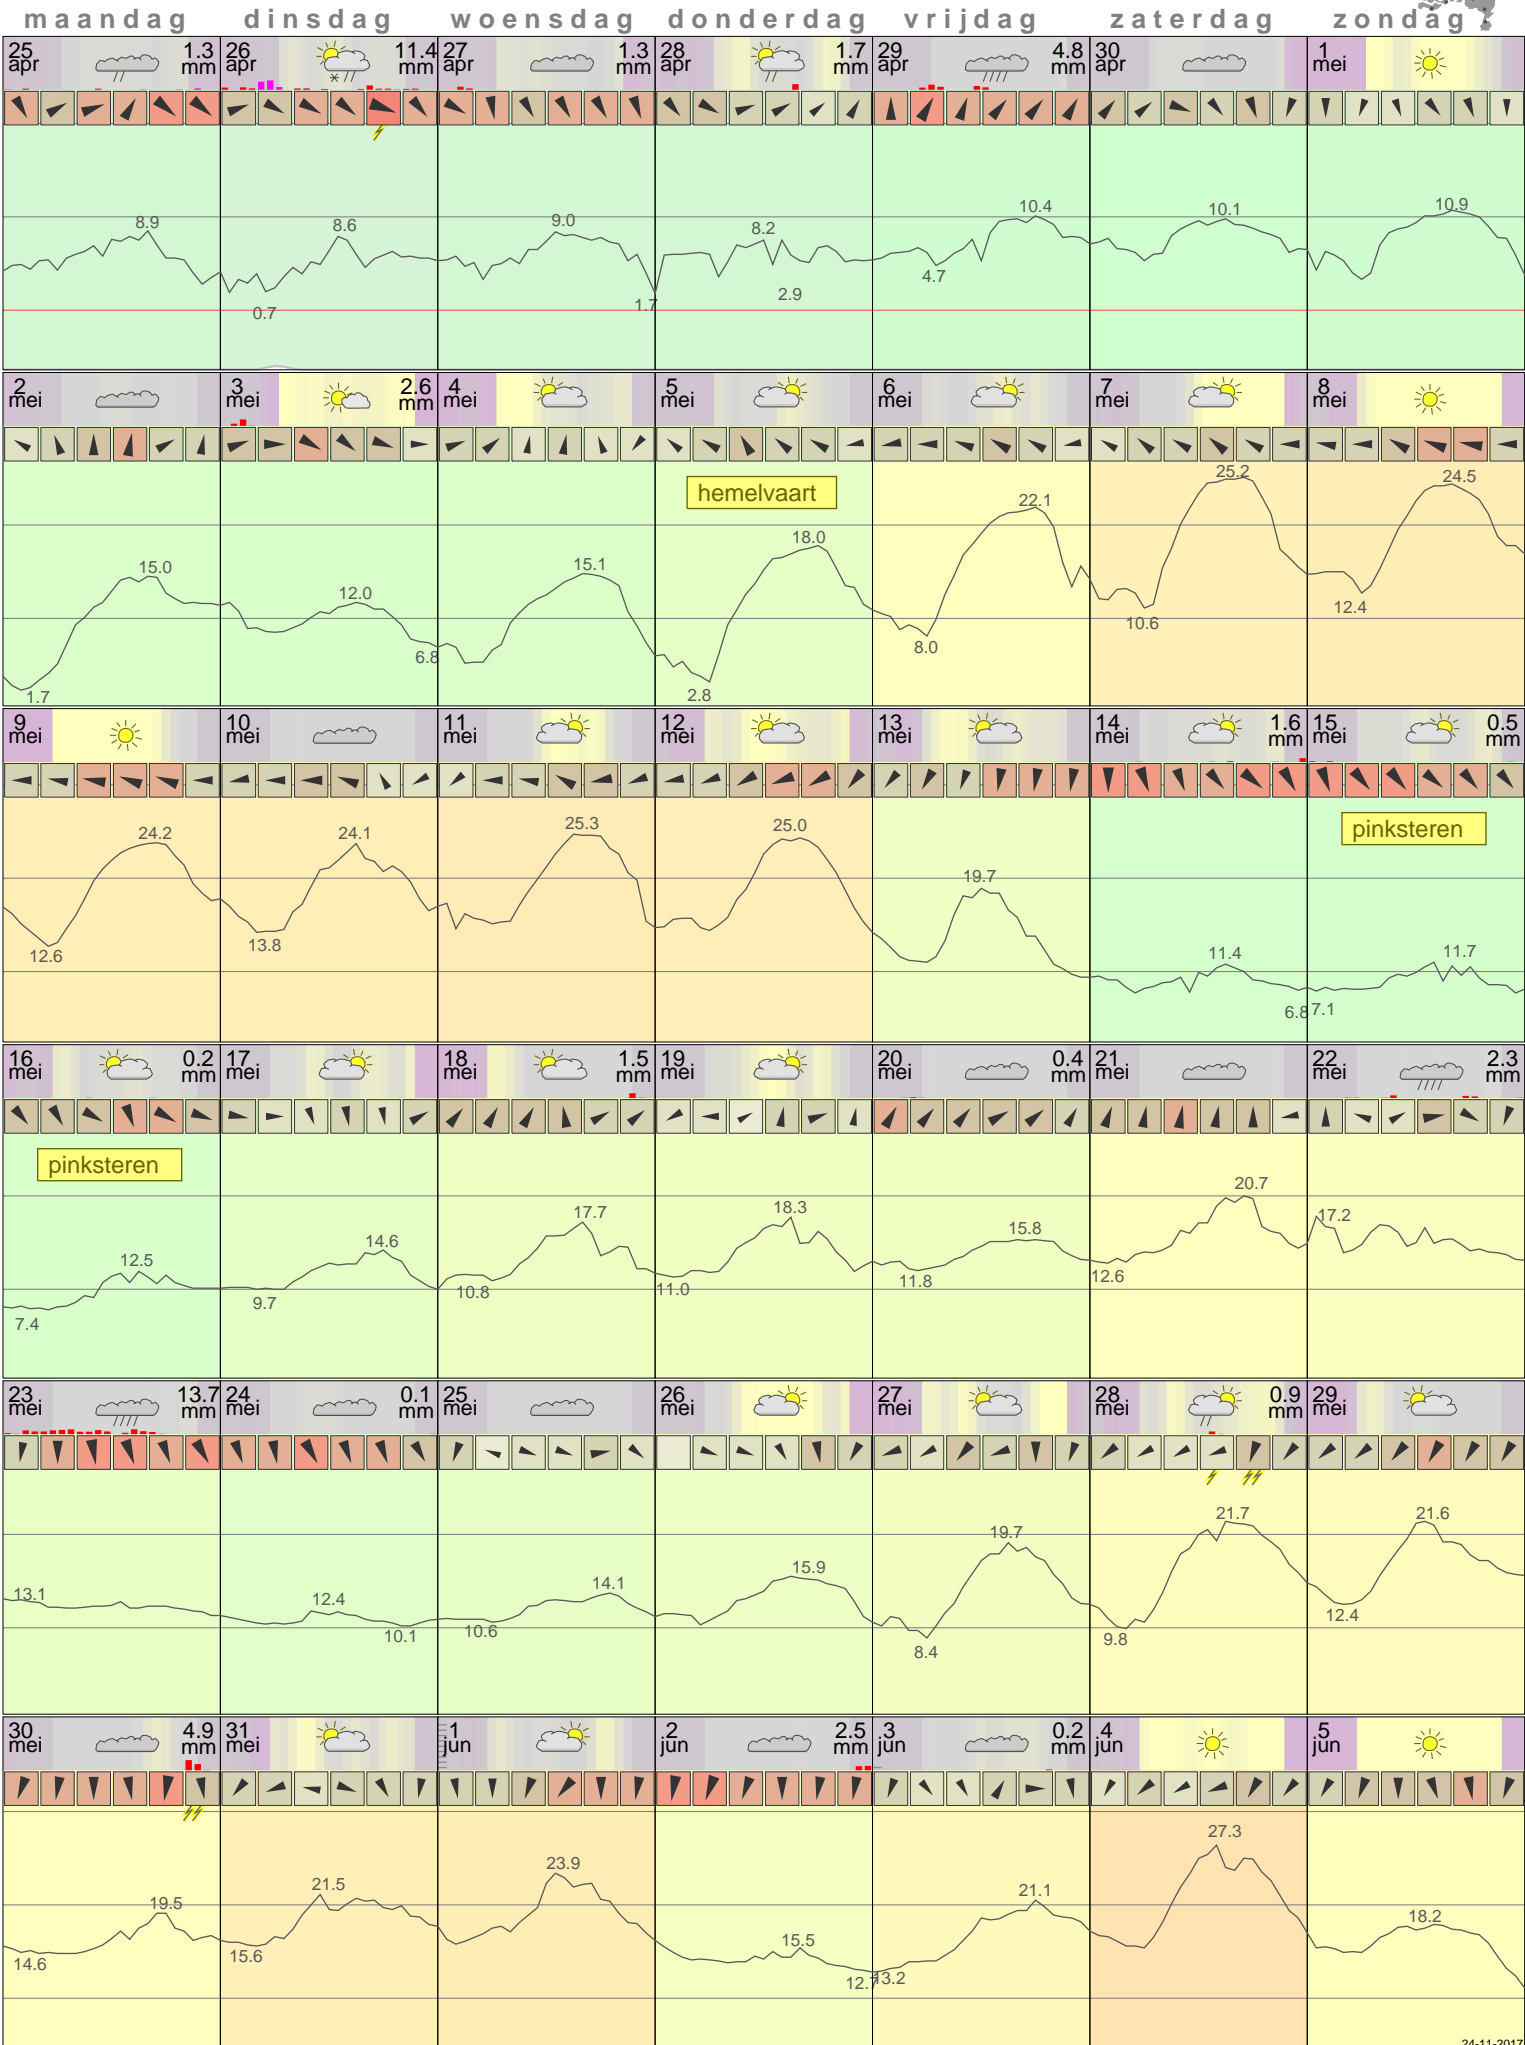 maandag dinsdag woensdag donderdag vrijdag zaterdag zondag
25 apr 1.3 mm 26 apr 11.4 mm 27 apr 1.3 mm 28 apr 1.7 mm 29 apr 4.8 mm 30 apr 1 mei
8.9 0.7 8.6 9.0 1.7 8.2 2.9 4.7 10.4 10.1 10.9
2 mei 3 mei 2.6 mm 4 mei 5 mei 6 mei 7 mei 8 mei
hemelvaart
1.7 15.0 12.0 6.8 15.1 2.8 18.0 8.0 22.1 10.6 25.2 12.4 24.5
9 mei 10 mei 11 mei 12 mei 13 mei 14 mei 1.6 mm 15 mei 0.5 mm
pinksteren
12.6 24.2 13.8 24.1 25.3 25.0 19.7 11.4 6.8 7.1 11.7
16 mei 0.2 mm 17 mei 18 mei 1.5 mm 19 mei 20 mei 0.4 mm 21 mei 22 mei 2.3 mm
pinksteren
7.4 12.5 9.7 14.6 10.8 17.7 11.0 18.3 11.8 15.8 12.6 20.7 17.2
23 mei 13.7 mm 24 mei 0.1 mm 25 mei 26 mei 27 mei 28 mei 0.9 mm 29 mei
13.1 12.4 10.1 10.6 14.1 15.9 8.4 19.7 9.8 21.7 12.4 21.6
30 mei 4.9 mm 31 mei 1 jun 2 jun 2.5 mm 3 jun 0.2 mm 4 jun 5 jun
14.6 19.5 15.6 21.5 23.9 15.5 12.7 13.2 21.1 27.3 18.2
24-11-2017